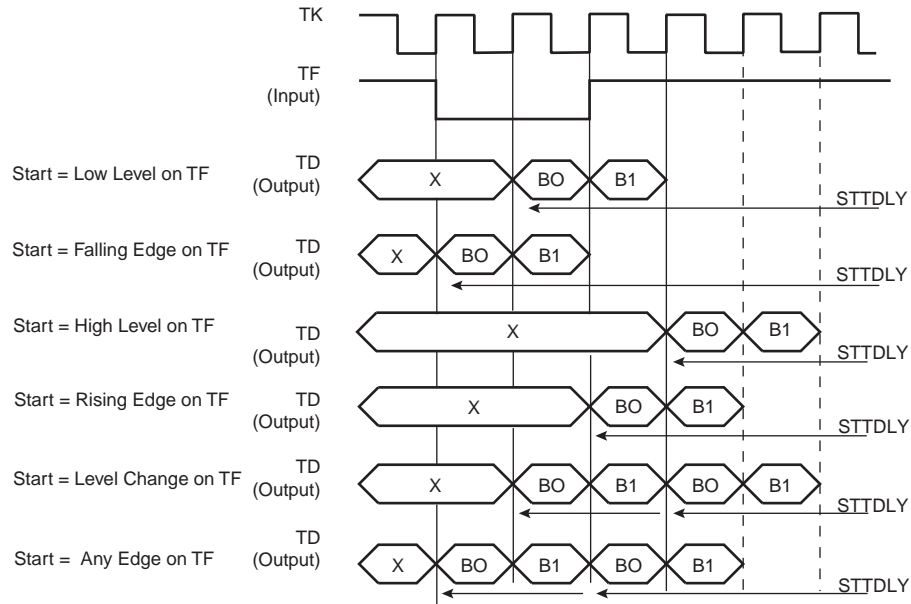 TK
TF
(Input)
Start = Low Level on TF
TD
(Output)
X
BO
B1
STTDLY
Start = Falling Edge on TF
TD
(Output)
X
BO
B1
STTDLY
Start = High Level on TF
TD
(Output)
X
BO
B1
STTDLY
Start = Rising Edge on TF
TD
(Output)
X
BO
B1
STTDLY
Start = Level Change on TF
TD
(Output)
X
BO
B1
BO
B1
STTDLY
Start = Any Edge on TF
TD
(Output)
X
BO
B1
BO
B1
STTDLY